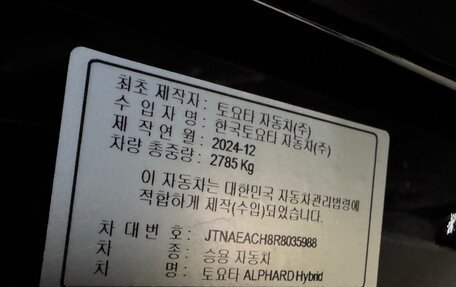 최초 제작자 : 토요타 자동차(주)
수 입 자 명 : 한국토요타 자동차(주)
제 작 연 월 : 2024-12
차량 총중량 : 2785 Kg
이 자동차는 대한민국 자동차관리법령에
적합하게 제작(수입)되었습니다.
차 대 번 호 : JTNAEACH8R8035988
차 종 : 승용 자동차
차 명 : 토요타 ALPHARD Hybrid